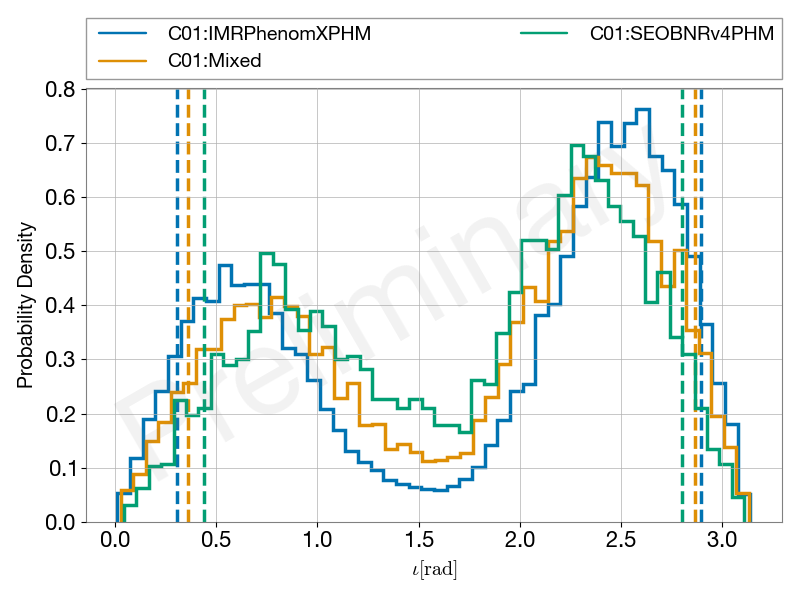 C01:IMRPhenomXPHM
C01:SEOBNRv4PHM
C01:Mixed
Preliminary
Probability Density
0.8
0.7
0.6
0.5
0.4
0.3
0.2
0.1
0.0
0.0 0.5 1.0 1.5 2.0 2.5 3.0
ι[rad]